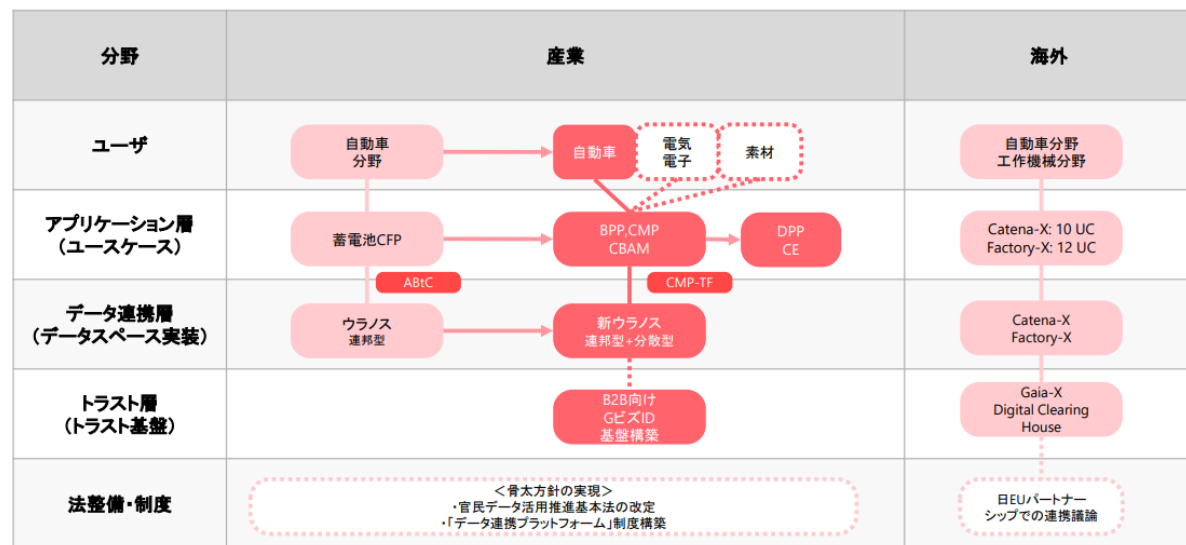 分野
産業
海外
ユーザ
自動車
分野
自動車
電気
電子
素材
自動車分野
工作機械分野
アプリケーション層
（ユースケース）
蓄電池CFP
BPP,CMP
CBAM
DPP
CE
Catena-X: 10 UC
Factory-X: 12 UC
ABtC
CMP-TF
データ連携層
（データスペース実装）
ウラノス
連邦型
新ウラノス
連邦型+分散型
Catena-X
Factory-X
トラスト層
（トラスト基盤）
B2B向け
GビズID
基盤構築
Gaia-X
Digital Clearing
House
法整備・制度
＜骨太方針の実現＞
・官民データ活用推進基本法の改定
・「データ連携プラットフォーム」制度構築
日EUパートナー
シップでの連携議論